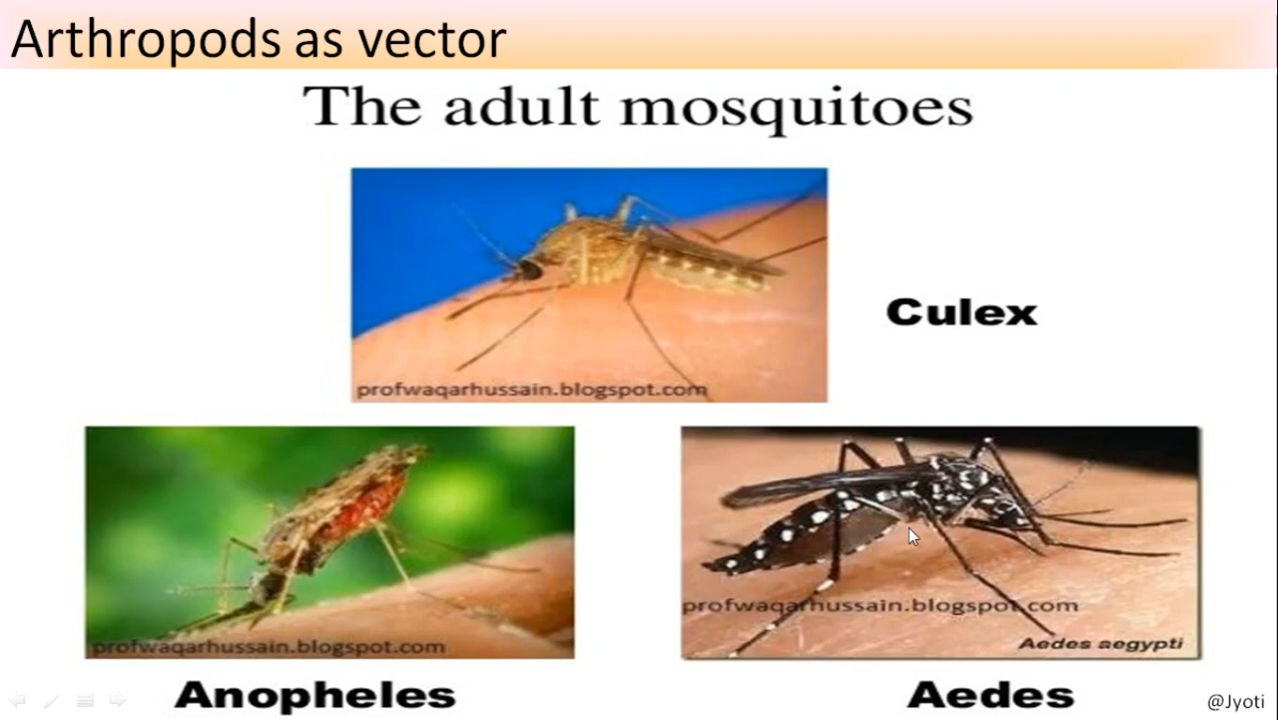 Arthropods as vector
The adult mosquitoes
Culex
profwaqarhussain.blogspot.com
profwaqarhussain.blogspot.com
profwaqarhussain.blogspot.com
Aedes aegypti
Anopheles
Aedes
@Jyoti